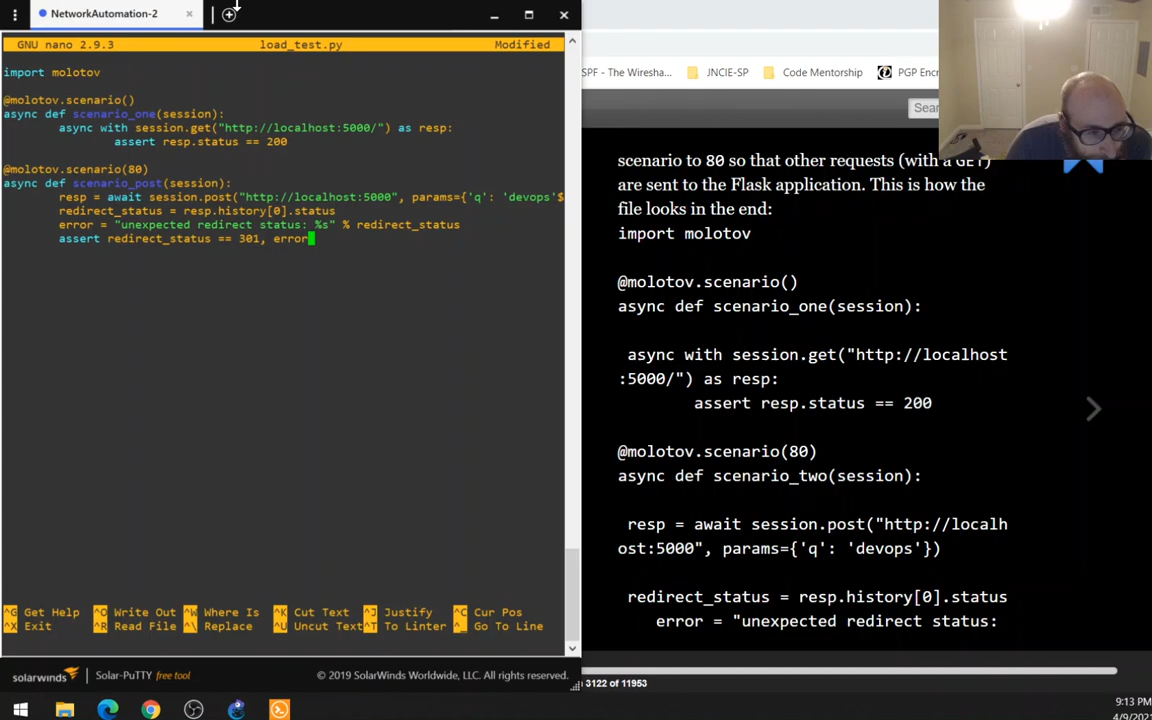 NetworkAutomation-2
GNU nano 2.9.3 load_test.py Modified
import molotov
@molotov.scenario()
async def scenario_one(session):
async with session.get("http://localhost:5000/") as resp:
assert resp.status == 200
@molotov.scenario(80)
async def scenario_post(session):
resp = await session.post("http://localhost:5000", params={'q': 'devops'$
redirect_status = resp.history[0].status
error = "unexpected redirect status: %s" % redirect_status
assert redirect_status == 301, error
^G Get Help ^O Write Out ^W Where Is ^K Cut Text ^J Justify ^C Cur Pos
^X Exit ^R Read File ^\ Replace ^U Uncut Text ^T To Linter ^_ Go To Line
solarwinds Solar-PuTTY free tool © 2019 SolarWinds Worldwide, LLC. All rights reserved.
SPF - The Wiresha... JNCIE-SP Code Mentorship PGP Encr
Sear
scenario to 80 so that other requests (with a GET)
are sent to the Flask application. This is how the
file looks in the end:
import molotov
@molotov.scenario()
async def scenario_one(session):
async with session.get("http://localhost
:5000/") as resp:
assert resp.status == 200
@molotov.scenario(80)
async def scenario_two(session):
resp = await session.post("http://localh
ost:5000", params={'q': 'devops'})
redirect_status = resp.history[0].status
error = "unexpected redirect status:
3122 of 11953
9:13 PM